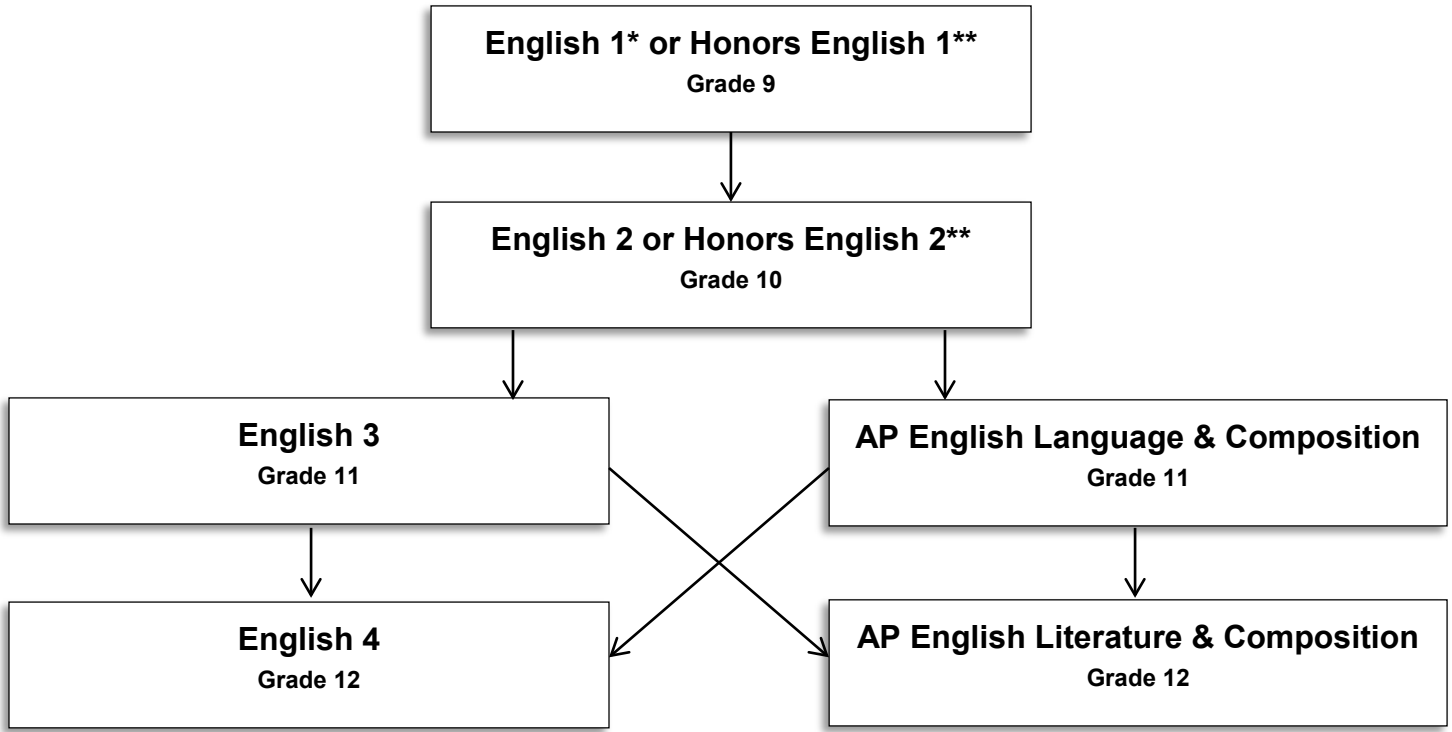 English 1* or Honors English 1**
Grade 9
English 2 or Honors English 2**
Grade 10
English 3
Grade 11
AP English Language & Composition
Grade 11
English 4
Grade 12
AP English Literature & Composition
Grade 12